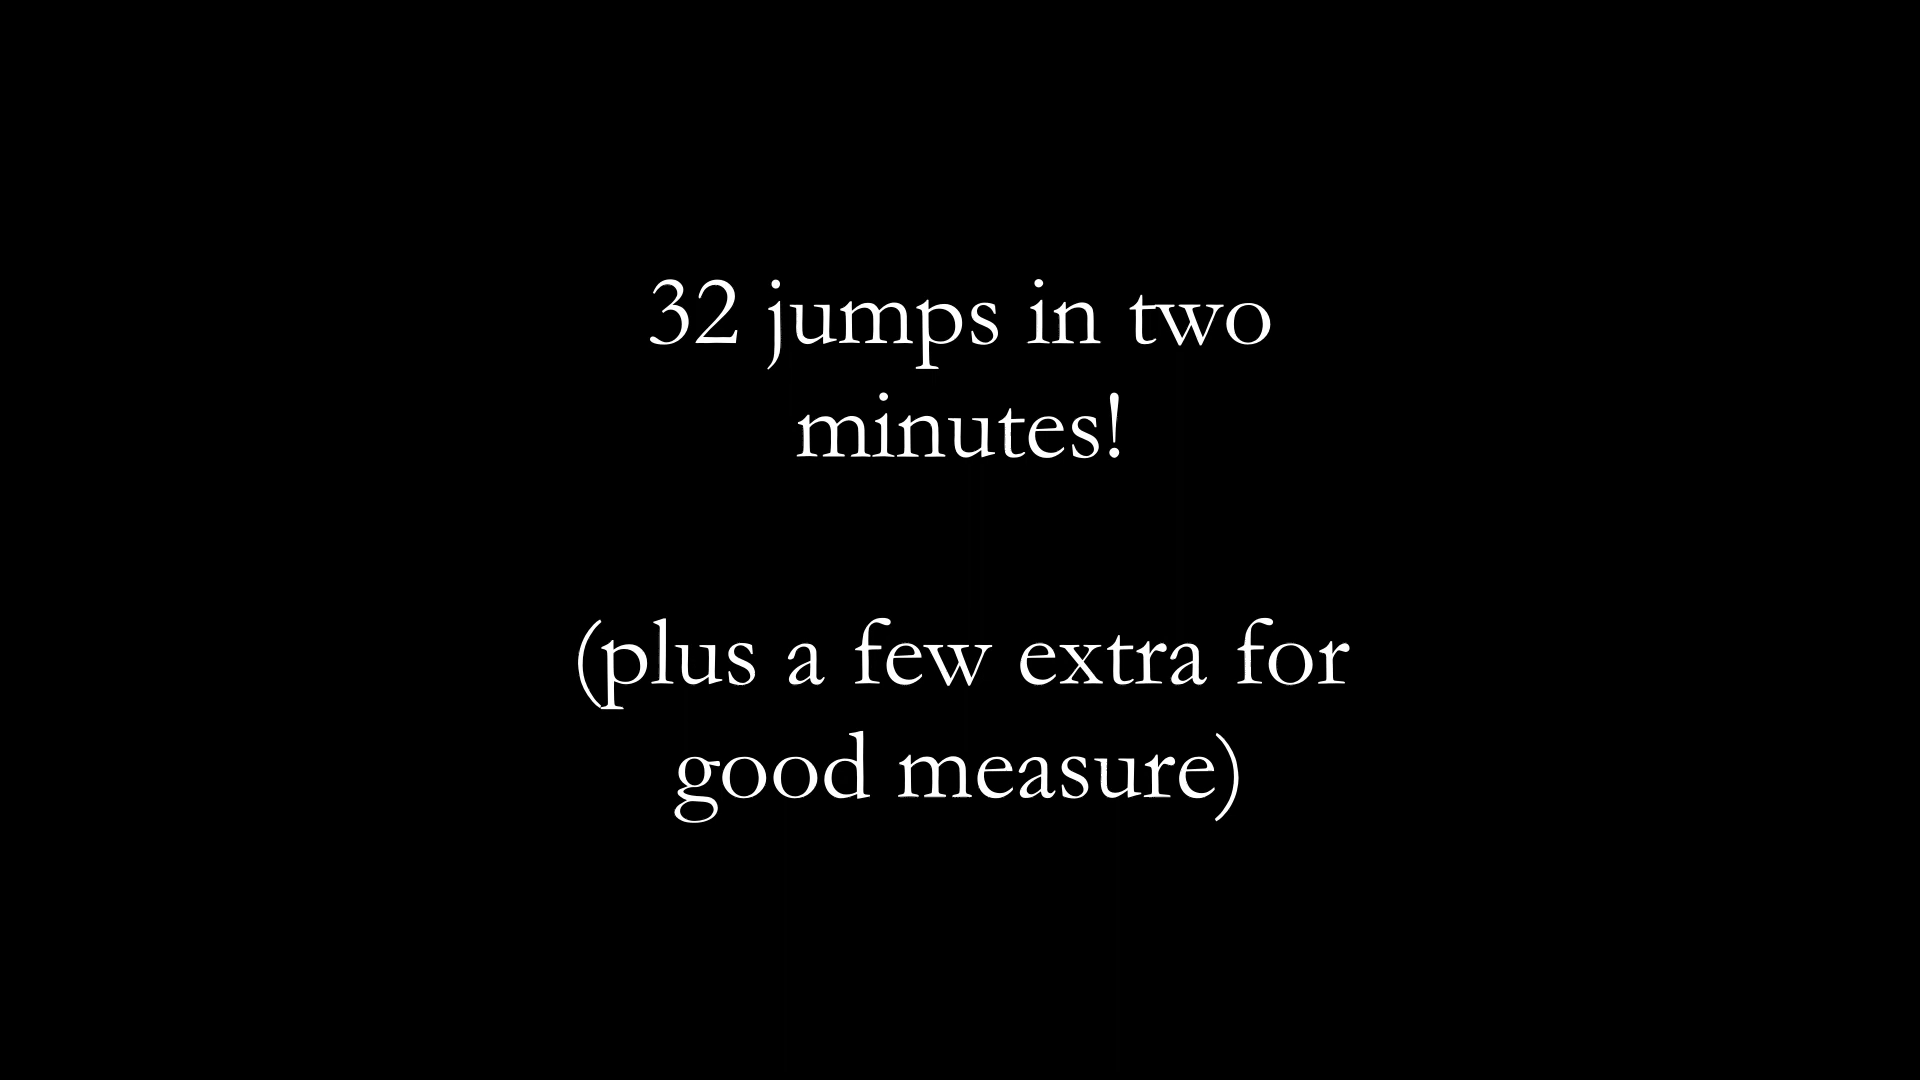 32 jumps in two
minutes!
(plus a few extra for
good measure)